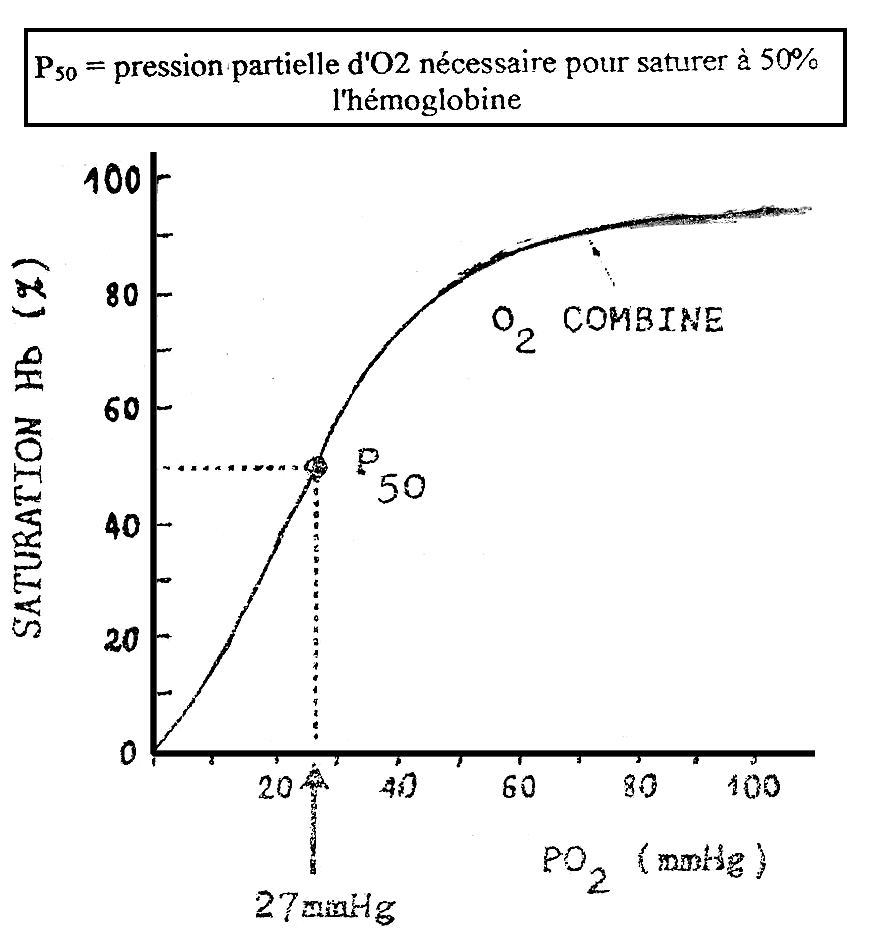 P50 = pression partielle d'O2 nécessaire pour saturer à 50%
l'hémoglobine
100
80
60
40
20
0
SATURATION Hb (%)
O2 COMBINE
P50
20 40 60 80 100
PO2 (mmHg)
27mmHg